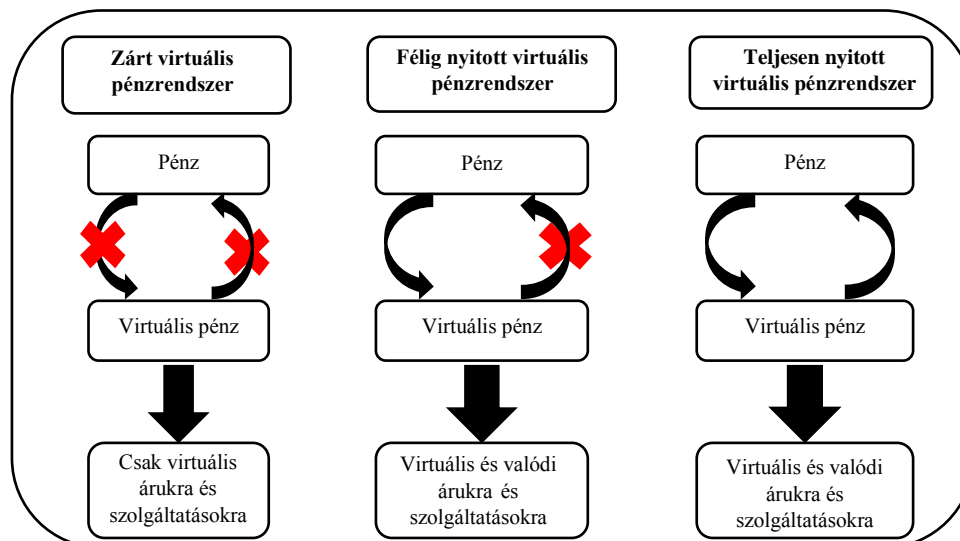 Zárt virtuális
pénzrendszer
Félig nyitott virtuális
pénzrendszer
Teljesen nyitott
virtuális pénzrendszer
Pénz
Pénz
Pénz
Virtuális pénz
Virtuális pénz
Virtuális pénz
Csak virtuális
árukra és
szolgáltatásokra
Virtuális és valódi
árukra és
szolgáltatásokra
Virtuális és valódi
árukra és
szolgáltatásokra